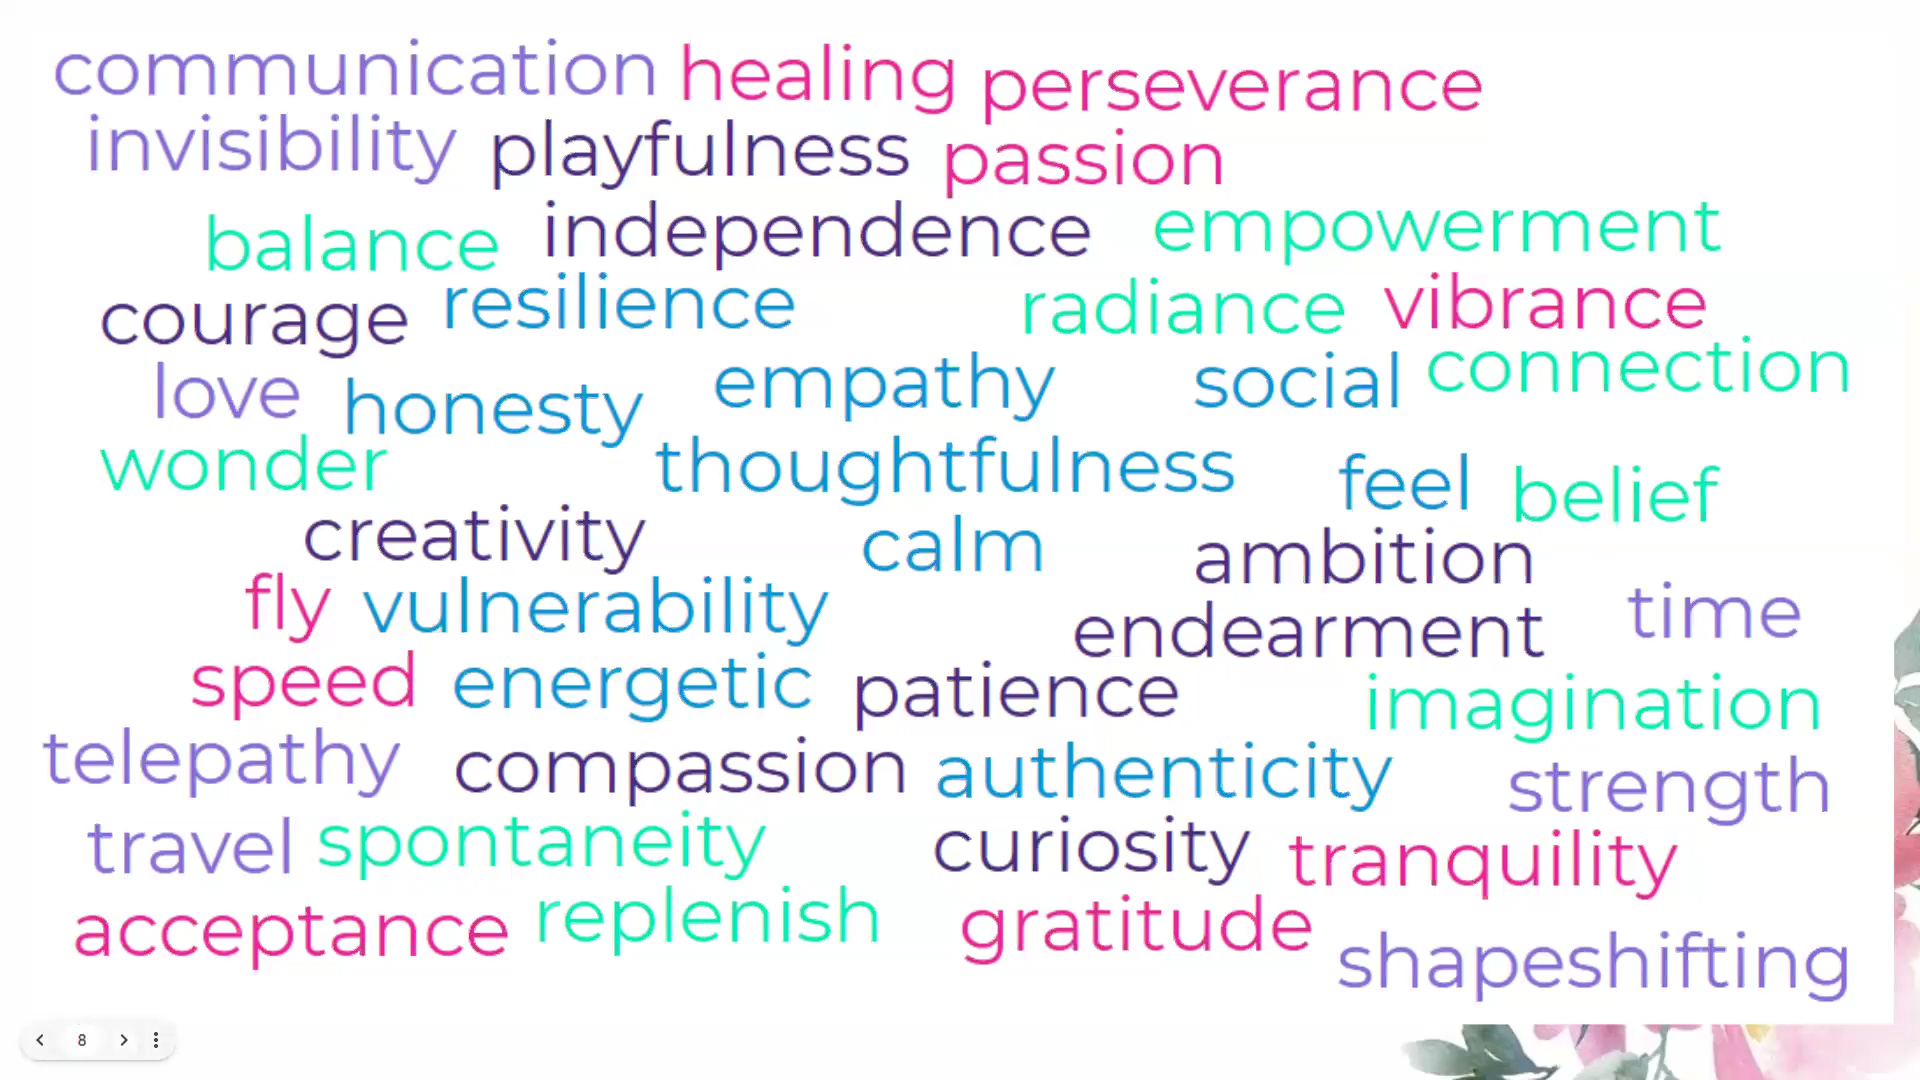 communication healing perseverance
invisibility playfulness passion
balance independence empowerment
courage resilience radiance vibrance
love honesty empathy social connection
wonder thoughtfulness feel belief
creativity calm ambition
fly vulnerability endearment time
speed energetic patience imagination
telepathy compassion authenticity strength
travel spontaneity curiosity tranquility
acceptance replenish gratitude shapeshifting
8